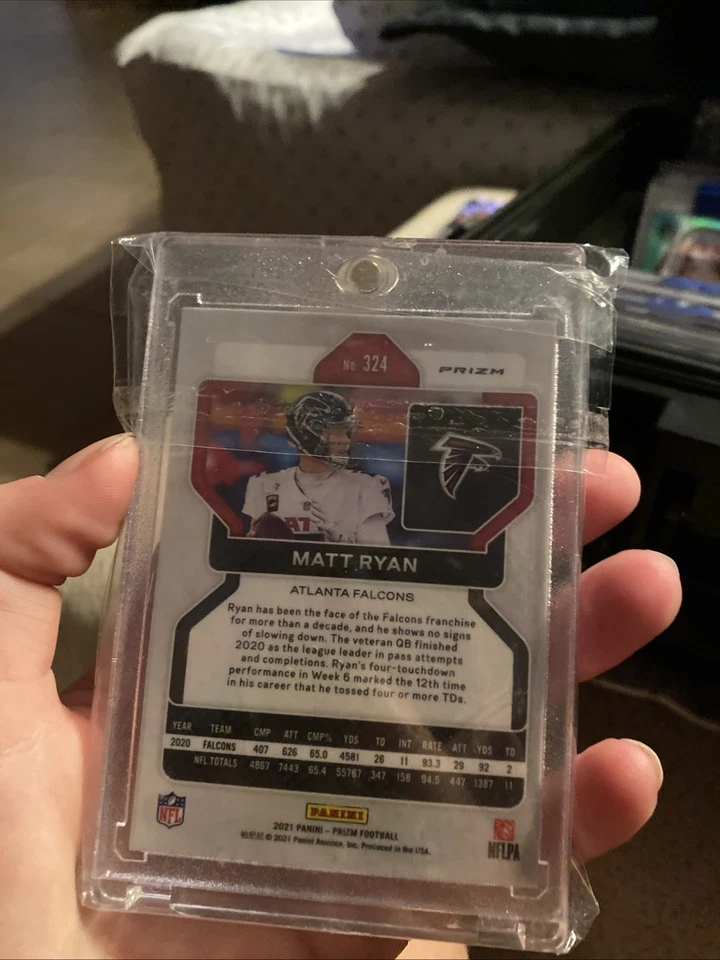 No. 324
PRIZM
MATT RYAN
ATLANTA FALCONS
Ryan has been the face of the Falcons franchise
for more than a decade, and he shows no signs
of slowing down. The veteran QB finished
2020 as the league leader in pass attempts
and completions. Ryan's four-touchdown
performance in Week 6 marked the 12th time
in his career that he tossed four or more TDs.
YEAR TEAM CMP ATT CMP% YDS TD INT RATE ATT YDS TD
2020 FALCONS 407 626 65.0 4581 26 11 93.3 29 92 2
NFL TOTALS 4867 7443 65.4 55767 347 158 94.5 447 1387 11
NFL
PANINI
2021 PANINI – PRIZM FOOTBALL
© 2021 Panini America, Inc. Produced in the USA.
NFLPA